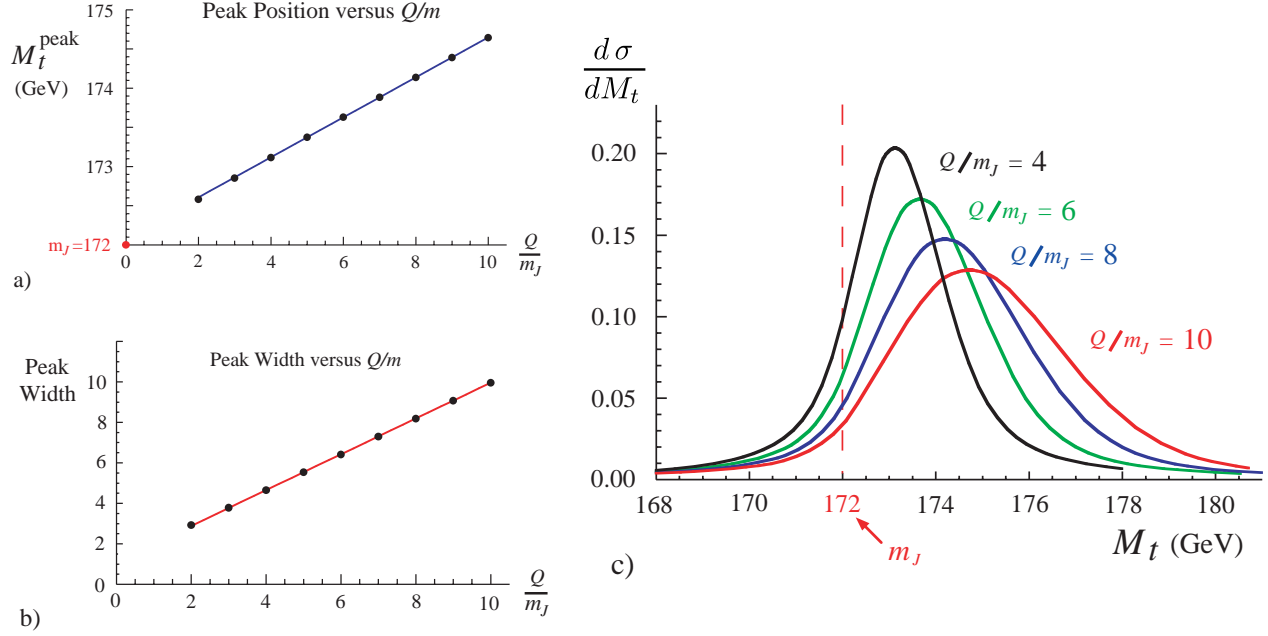 Peak Position versus Q/m
M_t^peak
(GeV)
175
174
173
m_J=172
0 2 4 6 8 10
Q/m_J
a)
Peak Width versus Q/m
Peak
Width
10
8
6
4
2
0
0 2 4 6 8 10
Q/m_J
b)
dσ/dM_t
0.20
0.15
0.10
0.05
0.00
Q/m_J = 4
Q/m_J = 6
Q/m_J = 8
Q/m_J = 10
168 170 172 174 176 178 180
m_J
M_t (GeV)
c)